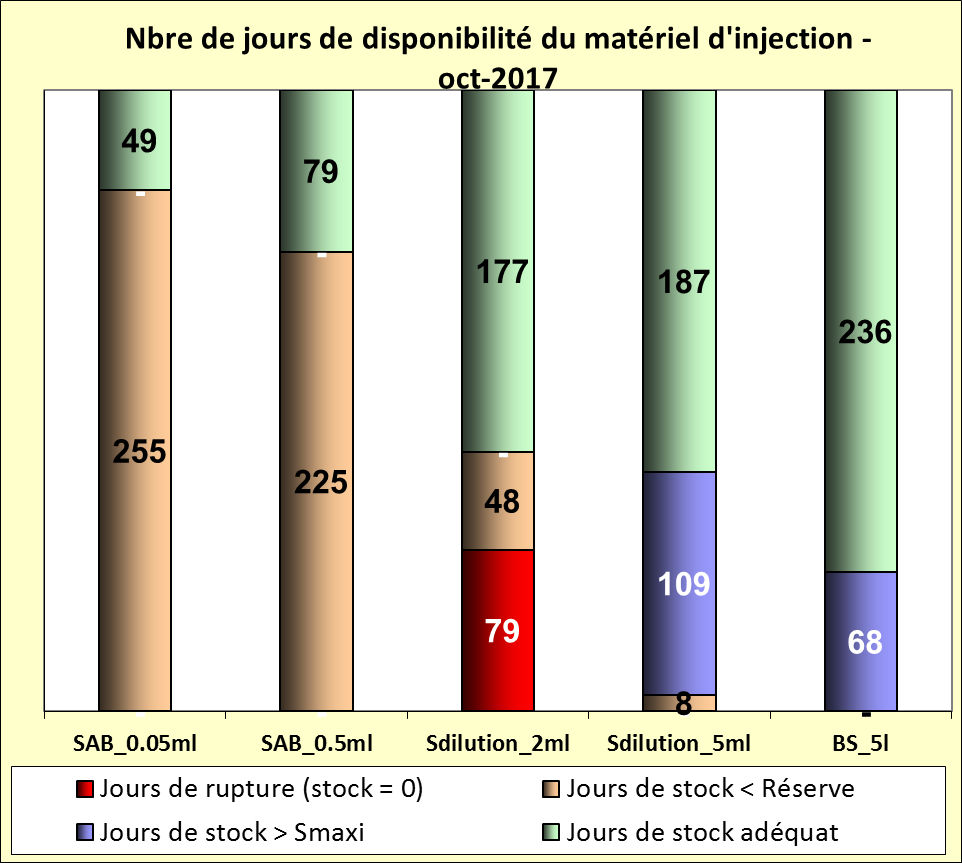 Nbre de jours de disponibilité du matériel d'injection -
oct-2017
49
79
177
187
236
255
225
48
109
79
68
8
SAB_0.05ml
SAB_0.5ml
Sdilution_2ml
Sdilution_5ml
BS_5l
Jours de rupture (stock = 0)
Jours de stock < Réserve
Jours de stock > Smaxi
Jours de stock adéquat